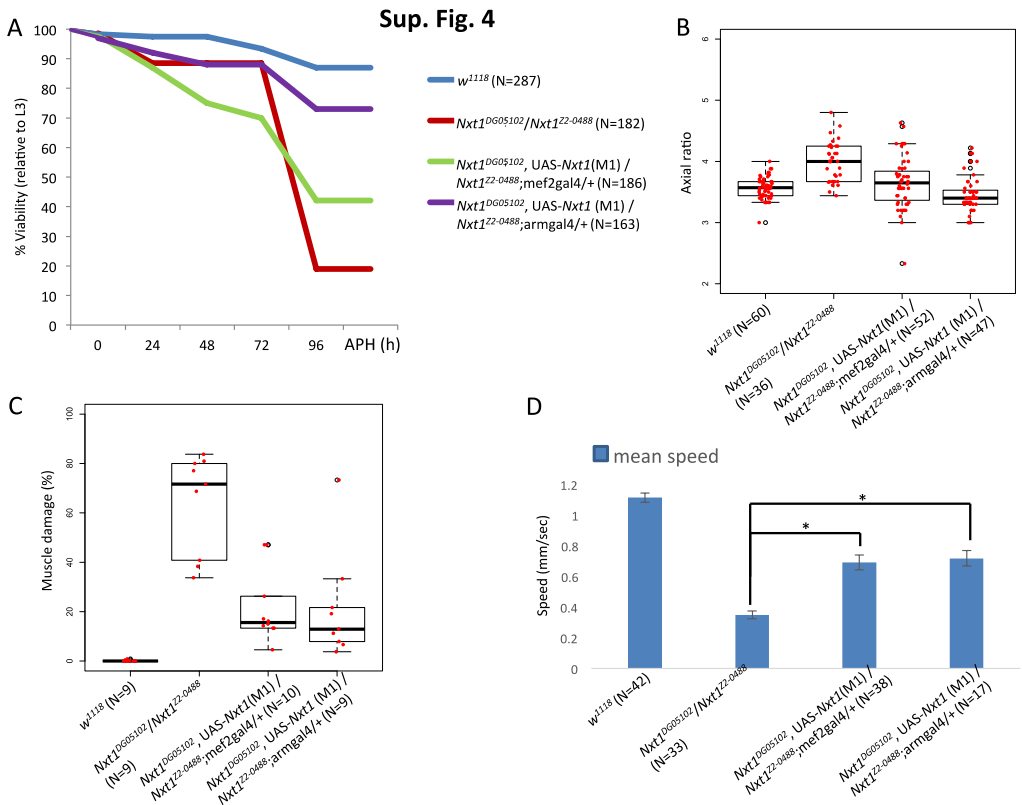 Sup. Fig. 4
A
100
90
80
70
60
50
40
30
20
10
0
% Viability (relative to L3)
0 24 48 72 96 APH (h)
w1118 (N=287)
Nxt1DG05102/Nxt1Z2-0488 (N=182)
Nxt1DG05102, UAS-Nxt1(M1) /
Nxt1Z2-0488;mef2gal4/+ (N=186)
Nxt1DG05102, UAS-Nxt1 (M1) /
Nxt1Z2-0488;armgal4/+ (N=163)
B
6
5
4
3
2
Axial ratio
w1118 (N=60)
Nxt1DG05102/Nxt1Z2-0488
(N=36)
Nxt1DG05102, UAS-Nxt1(M1) /
Nxt1Z2-0488;mef2gal4/+ (N=52)
Nxt1DG05102, UAS-Nxt1 (M1) /
Nxt1Z2-0488;armgal4/+ (N=47)
C
100
80
60
40
20
0
Muscle damage (%)
w1118 (N=9)
Nxt1DG05102/Nxt1Z2-0488
(N=9)
Nxt1DG05102, UAS-Nxt1(M1) /
Nxt1Z2-0488;mef2gal4/+ (N=10)
Nxt1DG05102, UAS-Nxt1 (M1) /
Nxt1Z2-0488;armgal4/+ (N=9)
D
mean speed
1.2
1
0.8
0.6
0.4
0.2
0
Speed (mm/sec)
*
*
w1118 (N=42)
Nxt1DG05102/Nxt1Z2-0488
(N=33)
Nxt1DG05102, UAS-Nxt1(M1) /
Nxt1Z2-0488;mef2gal4/+ (N=38)
Nxt1DG05102, UAS-Nxt1 (M1) /
Nxt1Z2-0488;armgal4/+ (N=17)